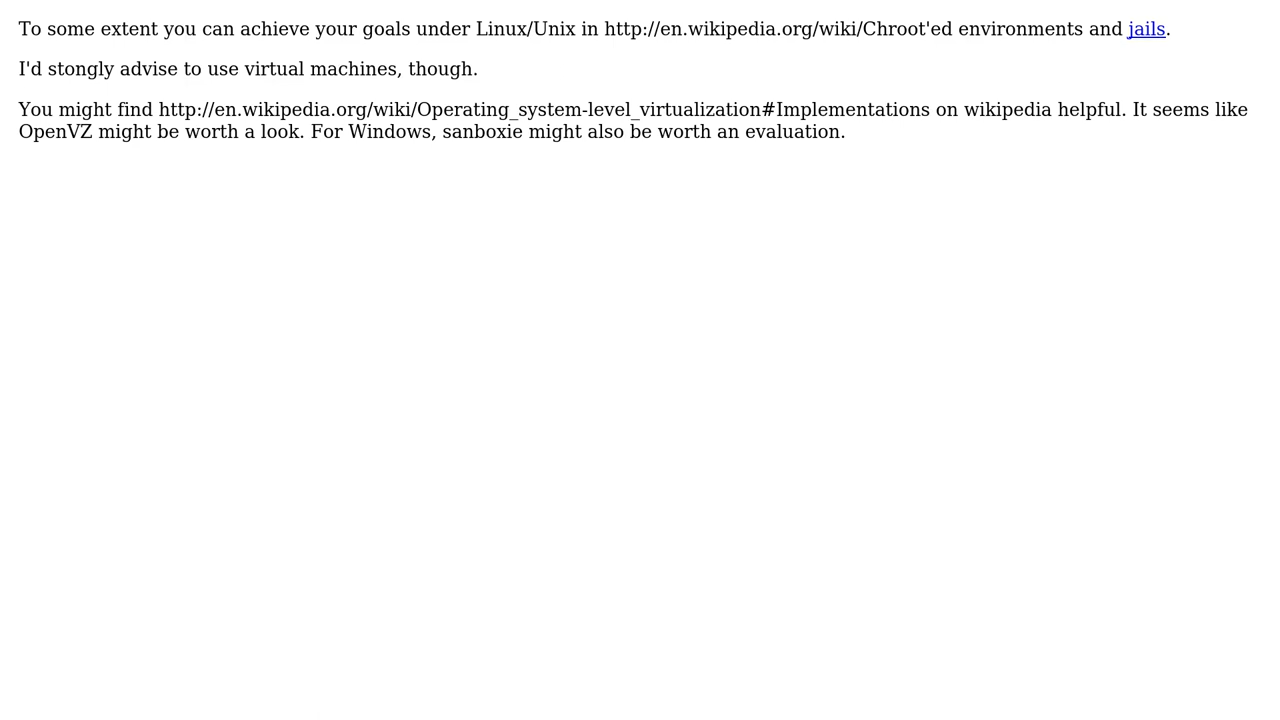 To some extent you can achieve your goals under Linux/Unix in http://en.wikipedia.org/wiki/Chroot'ed environments and jails.
I'd stongly advise to use virtual machines, though.
You might find http://en.wikipedia.org/wiki/Operating_system-level_virtualization#Implementations on wikipedia helpful. It seems like
OpenVZ might be worth a look. For Windows, sanboxie might also be worth an evaluation.